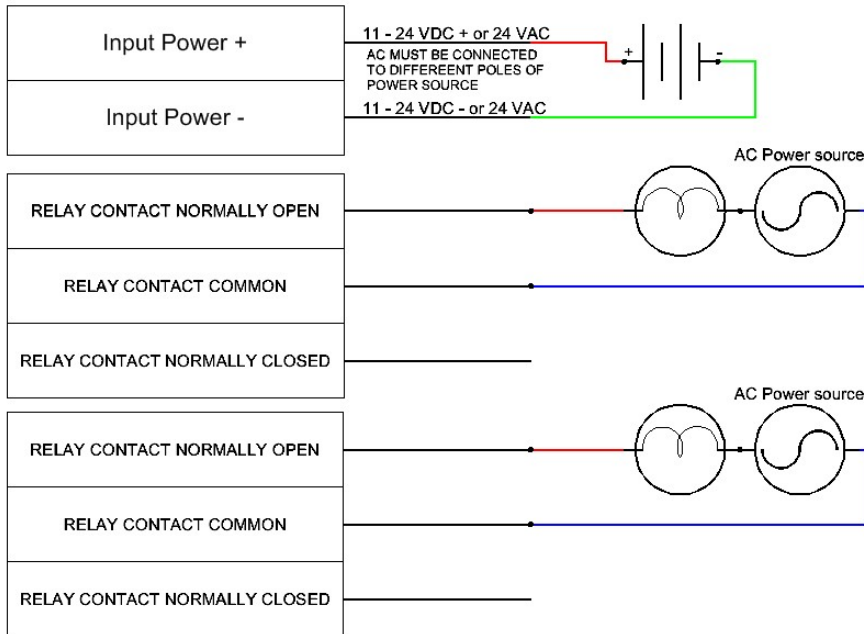 Input Power +
11 - 24 VDC + or 24 VAC
AC MUST BE CONNECTED
TO DIFFEREENT POLES OF
POWER SOURCE
+
-
Input Power -
11 - 24 VDC - or 24 VAC
AC Power source
RELAY CONTACT NORMALLY OPEN
RELAY CONTACT COMMON
RELAY CONTACT NORMALLY CLOSED
AC Power source
RELAY CONTACT NORMALLY OPEN
RELAY CONTACT COMMON
RELAY CONTACT NORMALLY CLOSED